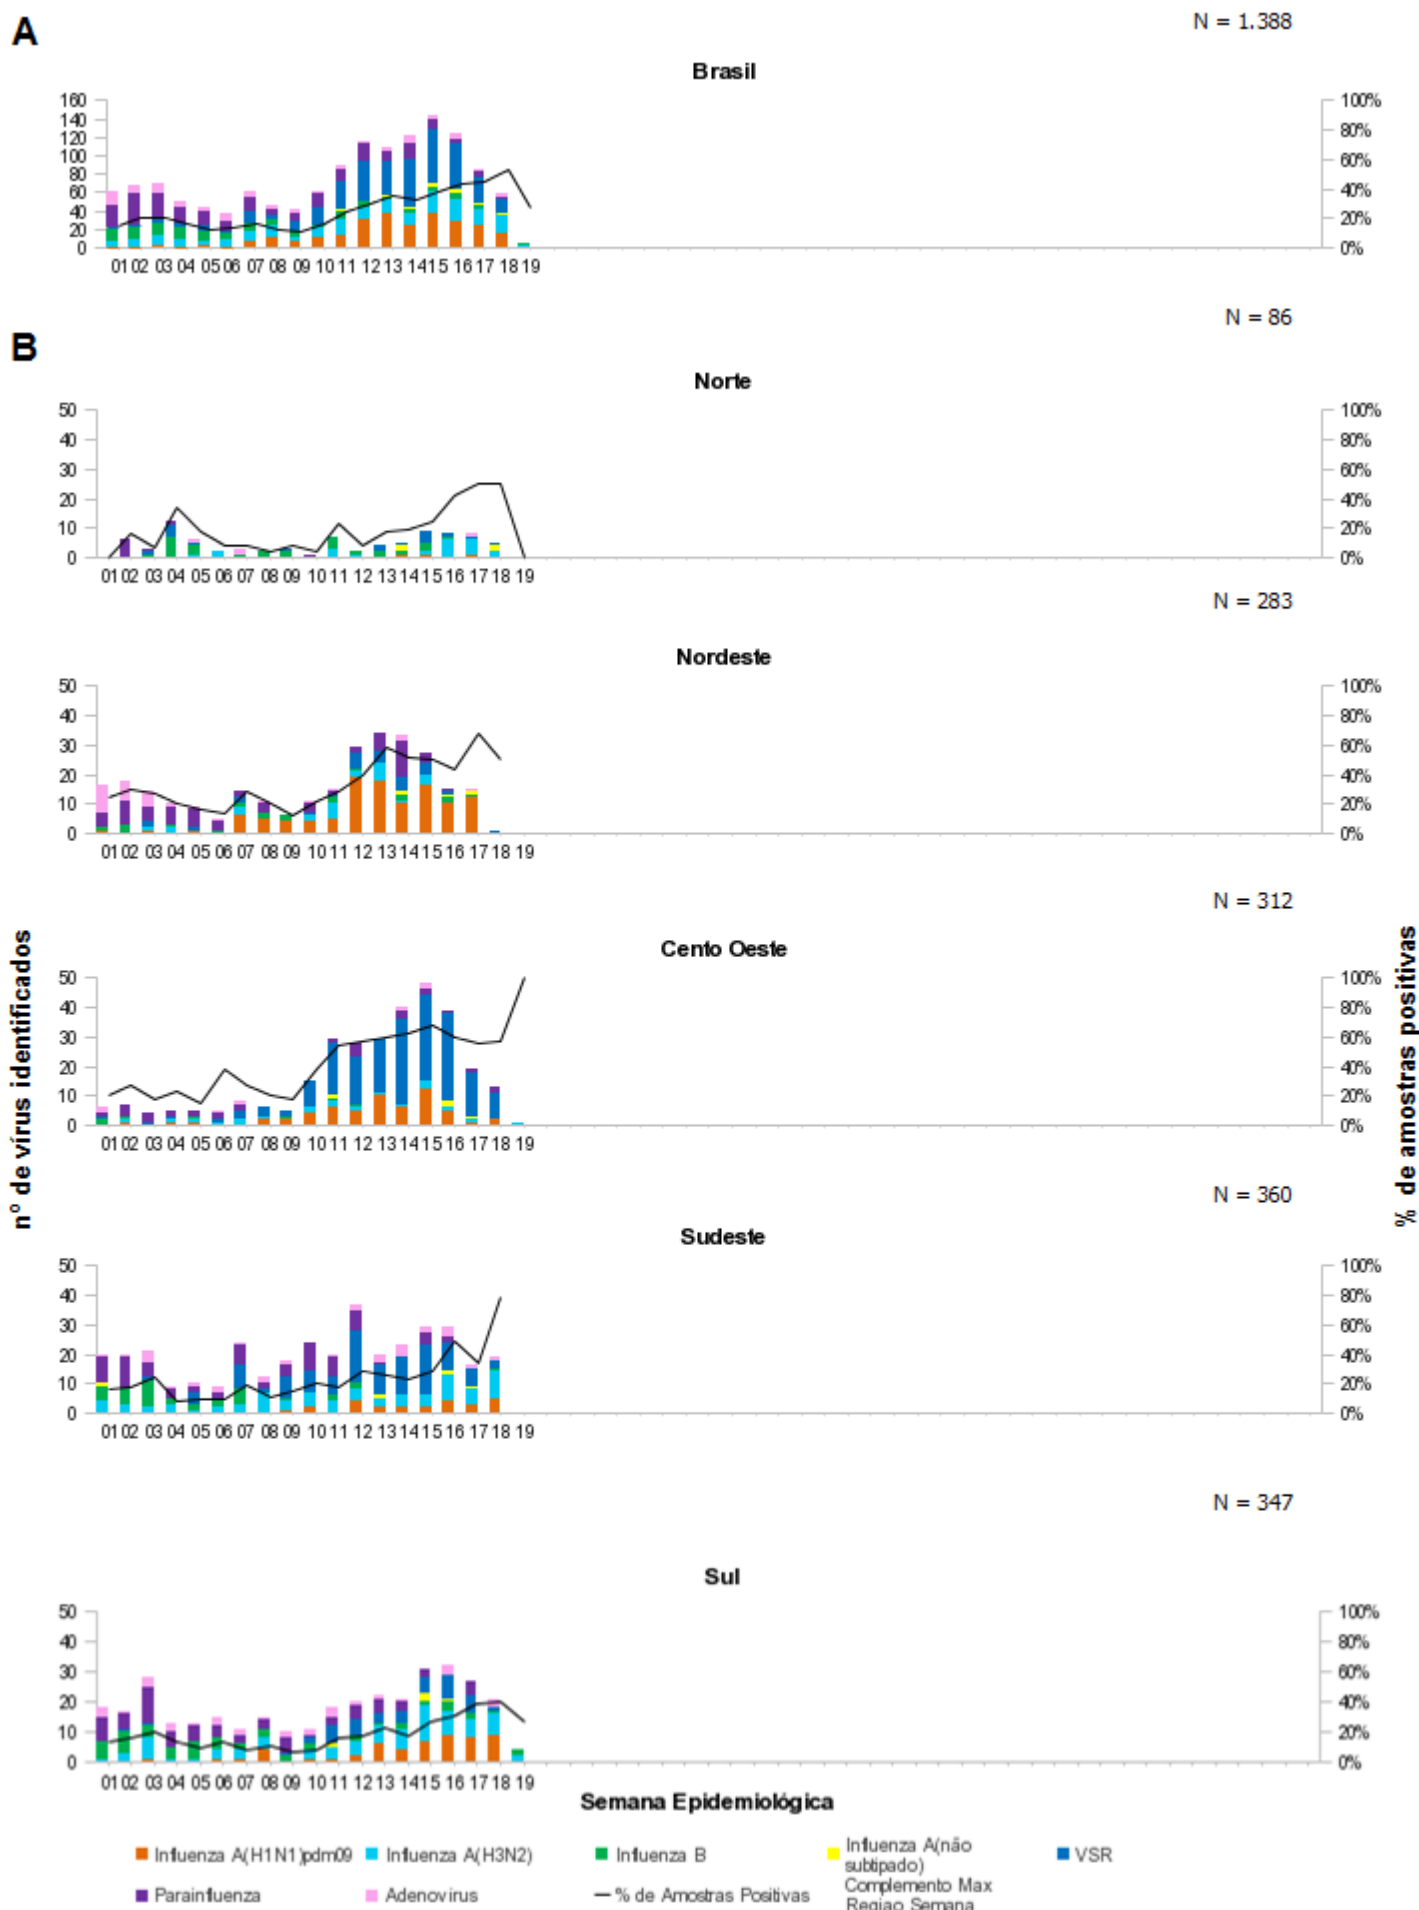 A
N = 1.388
Brasil
160 100%
140
120 80%
100 60%
80
60 40%
40 20%
20
0 0%
01 02 03 04 05 06 07 08 09 10 11 12 13 14 15 16 17 18 19
N = 86
B
Norte
50 100%
40 80%
30 60%
20 40%
10 20%
0 0%
01 02 03 04 05 06 07 08 09 10 11 12 13 14 15 16 17 18 19
N = 283
Nordeste
50 100%
40 80%
30 60%
20 40%
10 20%
0 0%
01 02 03 04 05 06 07 08 09 10 11 12 13 14 15 16 17 18 19
N = 312
Cento Oeste
50 100%
40 80%
30 60%
20 40%
10 20%
0 0%
01 02 03 04 05 06 07 08 09 10 11 12 13 14 15 16 17 18 19
nº de vírus identificados
% de amostras positivas
N = 360
Sudeste
50 100%
40 80%
30 60%
20 40%
10 20%
0 0%
01 02 03 04 05 06 07 08 09 10 11 12 13 14 15 16 17 18 19
N = 347
Sul
50 100%
40 80%
30 60%
20 40%
10 20%
0 0%
01 02 03 04 05 06 07 08 09 10 11 12 13 14 15 16 17 18 19
Semana Epidemiológica
Influenza A(H1N1)pdm09
Influenza A(H3N2)
Influenza B
Influenza A(não
subtipado)
VSR
Parainfluenza
Adenovirus
% de Amostras Positivas
Complemento Max
Regiao Semana